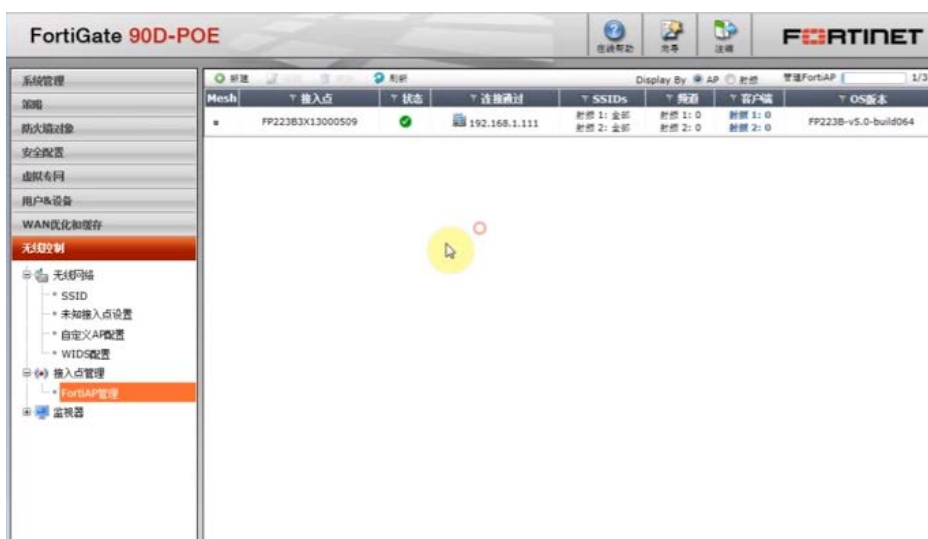 FortiGate 90D-POE
在线帮助 向导 注销
FORTINET
系统管理
策略
防火墙对象
安全配置
虚拟专网
用户&设备
WAN优化和缓存
无线控制
无线网络
SSID
未知接入点设置
自定义AP配置
WIDS配置
接入点管理
FortiAP管理
监视器
新建 刷新 Display By AP 射频 管理FortiAP 1/3
Mesh 接入点 状态 连接通过 SSIDs 频道 客户端 OS版本
FP223B3X13000509 192.168.1.111 射频 1: 全部 射频 1: 0 射频 1: 0 FP223B-v5.0-build064
射频 2: 全部 射频 2: 0 射频 2: 0